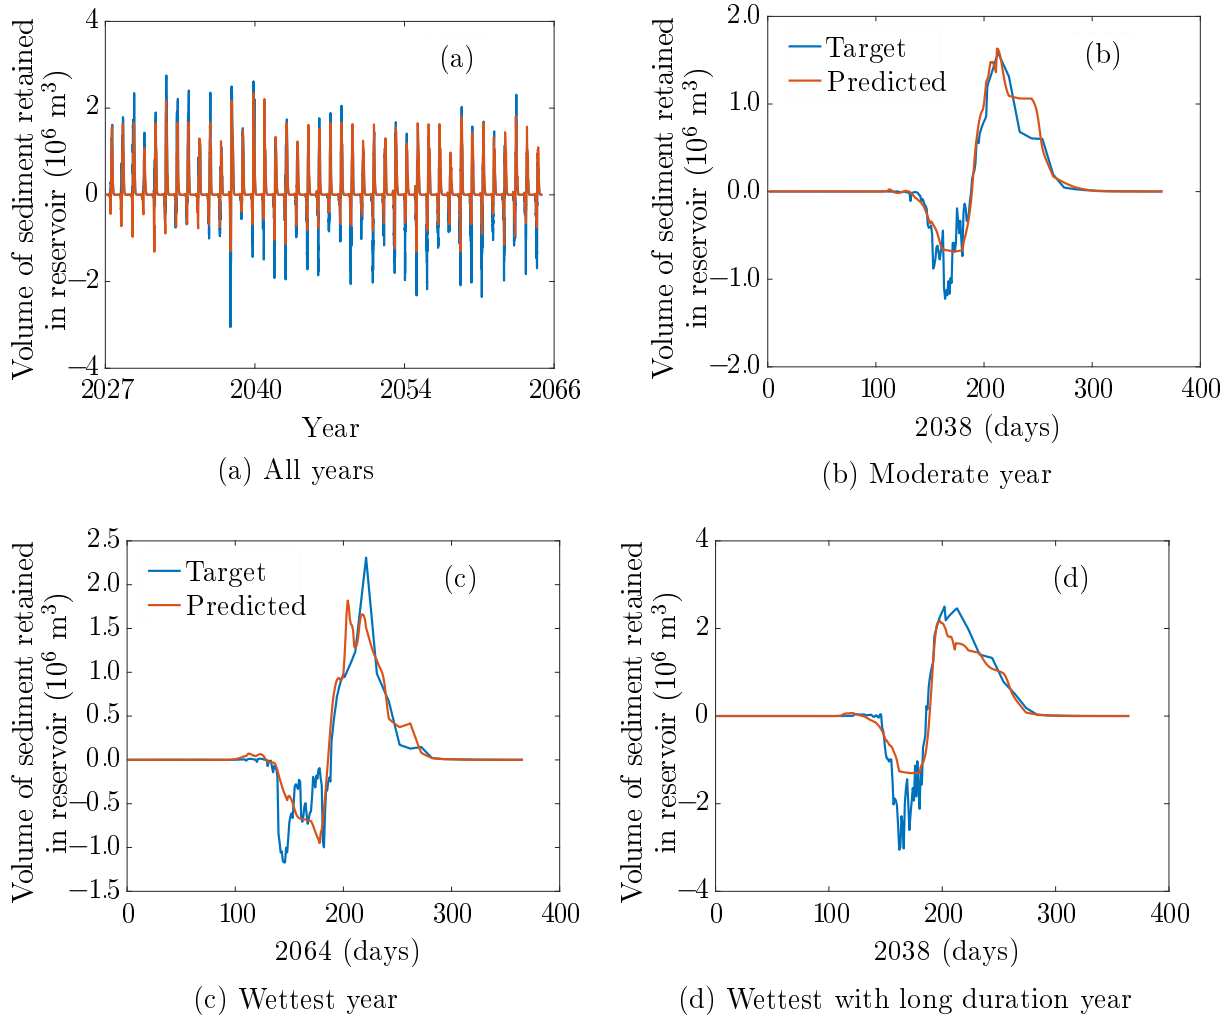 Volume of sediment retained
in reservoir (10⁶ m³)
4
2
0
−2
−4
(a)
2027
2040
2054
2066
Year
(a) All years
Volume of sediment retained
in reservoir (10⁶ m³)
2.0
1.0
0.0
−1.0
−2.0
Target
Predicted
(b)
0
100
200
300
400
2038 (days)
(b) Moderate year
Volume of sediment retained
in reservoir (10⁶ m³)
2.5
2.0
1.5
1.0
0.5
0.0
−0.5
−1.0
−1.5
Target
Predicted
(c)
0
100
200
300
400
2064 (days)
(c) Wettest year
Volume of sediment retained
in reservoir (10⁶ m³)
4
2
0
−2
−4
(d)
0
100
200
300
400
2038 (days)
(d) Wettest with long duration year